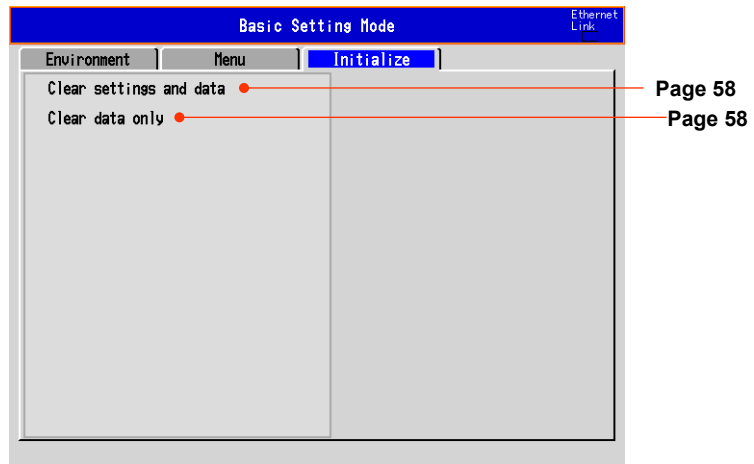 Basic Setting Mode
Ethernet
Link
Environment Menu Initialize
Clear settings and data Page 58
Clear data only Page 58